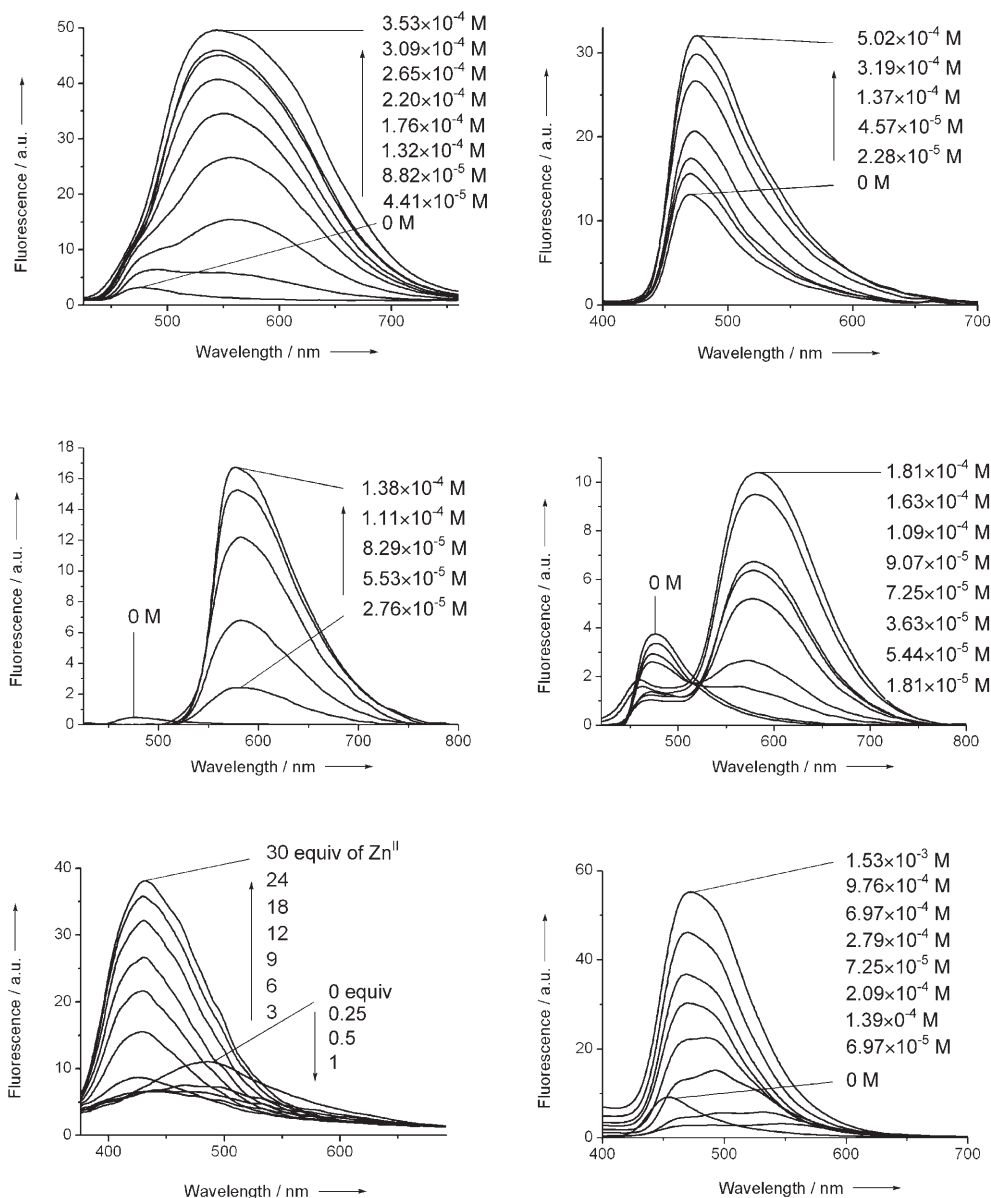 50
40
30
20
10
0
500
600
700
Fluorescence / a.u.
Wavelength / nm
3.53×10-4 M
3.09×10-4 M
2.65×10-4 M
2.20×10-4 M
1.76×10-4 M
1.32×10-4 M
8.82×10-5 M
4.41×10-5 M
0 M
30
20
10
0
400
500
600
700
Fluorescence / a.u.
Wavelength / nm
5.02×10-4 M
3.19×10-4 M
1.37×10-4 M
4.57×10-5 M
2.28×10-5 M
0 M
18
16
14
12
10
8
6
4
2
0
500
600
700
800
Fluorescence / a.u.
Wavelength / nm
0 M
1.38×10-4 M
1.11×10-4 M
8.29×10-5 M
5.53×10-5 M
2.76×10-5 M
10
8
6
4
2
0
500
600
700
800
Fluorescence / a.u.
Wavelength / nm
0 M
1.81×10-4 M
1.63×10-4 M
1.09×10-4 M
9.07×10-5 M
7.25×10-5 M
3.63×10-5 M
5.44×10-5 M
1.81×10-5 M
40
30
20
10
0
400
500
600
Fluorescence / a.u.
Wavelength / nm
30 equiv of ZnII
24
18
12
9
6
3
0 equiv
0.25
0.5
1
60
40
20
0
400
500
600
700
Fluorescence / a.u.
Wavelength / nm
1.53×10-3 M
9.76×10-4 M
6.97×10-4 M
2.79×10-4 M
7.25×10-5 M
2.09×10-4 M
1.39×0-4 M
6.97×10-5 M
0 M